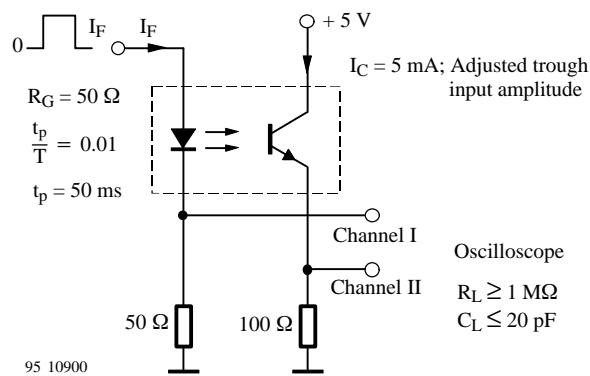 0
I_F
I_F
+ 5 V
I_C = 5 mA; Adjusted trough
input amplitude
R_G = 50 Ω
t_p
T
= 0.01
t_p = 50 ms
Channel I
Channel II
Oscilloscope
R_L ≥ 1 MΩ
C_L ≤ 20 pF
50 Ω
100 Ω
95 10900